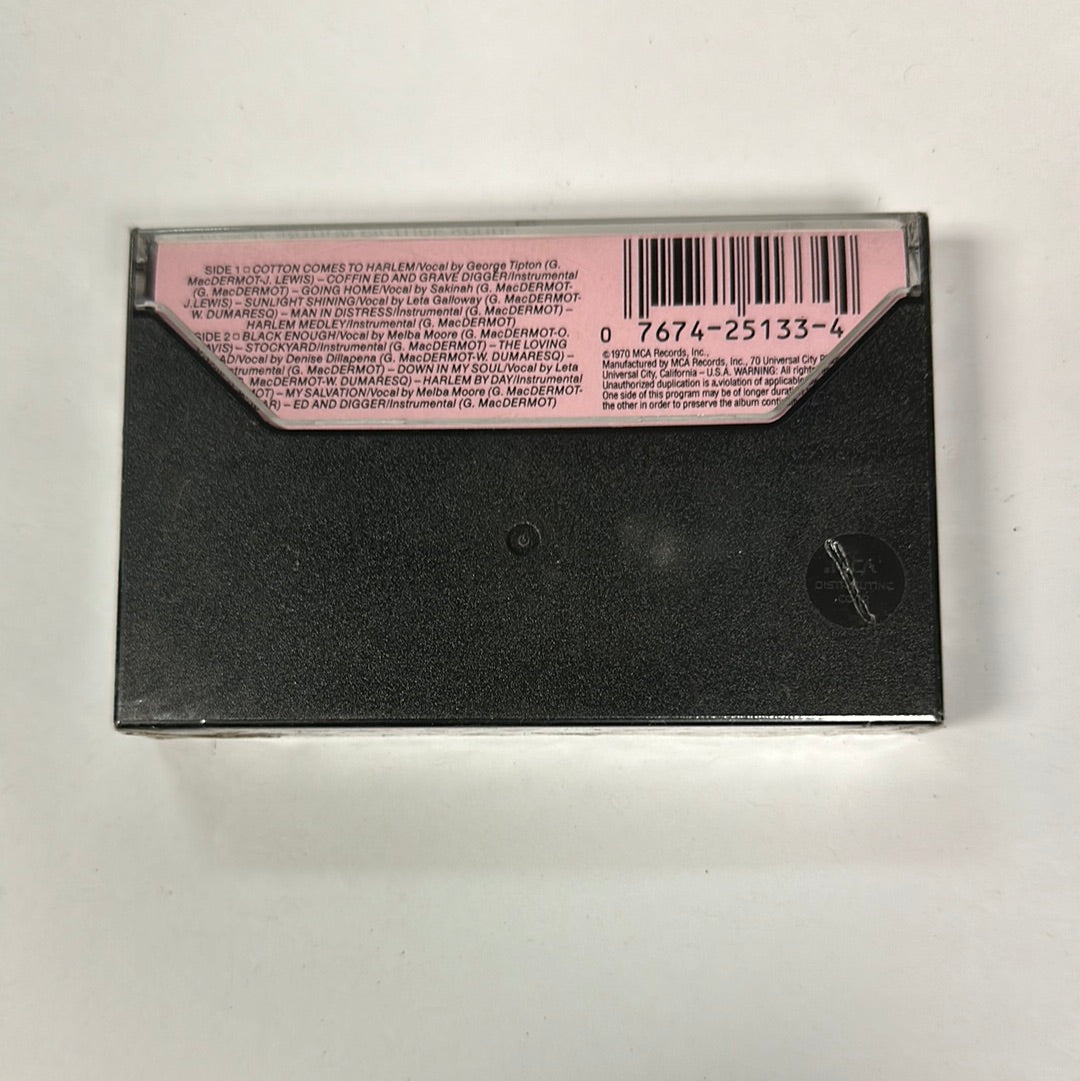 SIDE 1 □ COTTON COMES TO HARLEM/Vocal by George Tipton (G.
MacDERMOT-J. LEWIS) – COFFIN ED AND GRAVE DIGGER/Instrumental
(G. MacDERMOT) – GOING HOME/Vocal by Sakinah (G. MacDERMOT-
J.LEWIS) – SUNLIGHT SHINING/Vocal by Leta Galloway (G. MacDERMOT-
W. DUMARESQ) – MAN IN DISTRESS/Instrumental (G. MacDERMOT) –
HARLEM MEDLEY/Instrumental (G. MacDERMOT)
SIDE 2 □ BLACK ENOUGH/Vocal by Melba Moore (G. MacDERMOT-O.
AVIS) – STOCKYARD/Instrumental (G. MacDERMOT) – THE LOVING
AD/Vocal by Denise Dillapena (G. MacDERMOT-W. DUMARESQ) –
trumental (G. MacDERMOT) – DOWN IN MY SOUL/Vocal by Leta
MacDERMOT-W. DUMARESQ) – HARLEM BY DAY/Instrumental
OT) – MY SALVATION/Vocal by Melba Moore (G. MacDERMOT-
AR) – ED AND DIGGER/Instrumental (G. MacDERMOT)
0 7674-25133-4
©1970 MCA Records, Inc.,
Manufactured by MCA Records, Inc., 70 Universal City
Universal City, California – U.S.A. WARNING: All rights
Unauthorized duplication is a violation of applicable
One side of this program may be of longer
the other in order to preserve the album
MCA
DISTRIBUTING